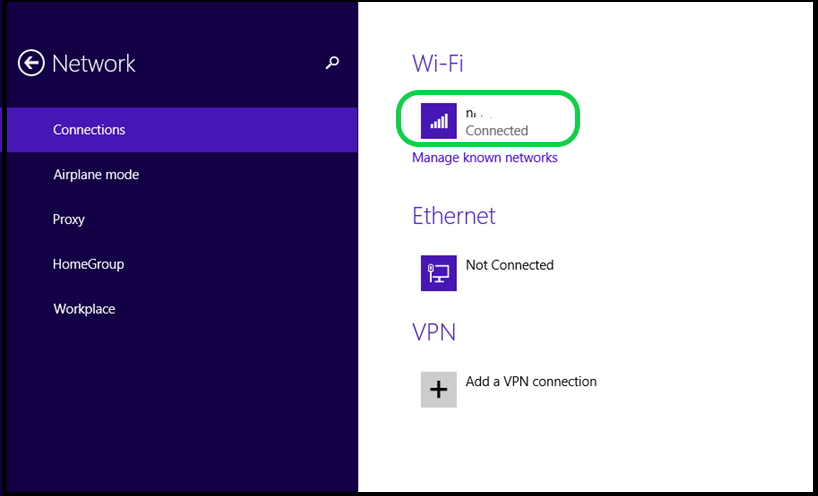 Network
Connections
Airplane mode
Proxy
HomeGroup
Workplace
Wi-Fi
Connected
Manage known networks
Ethernet
Not Connected
VPN
Add a VPN connection